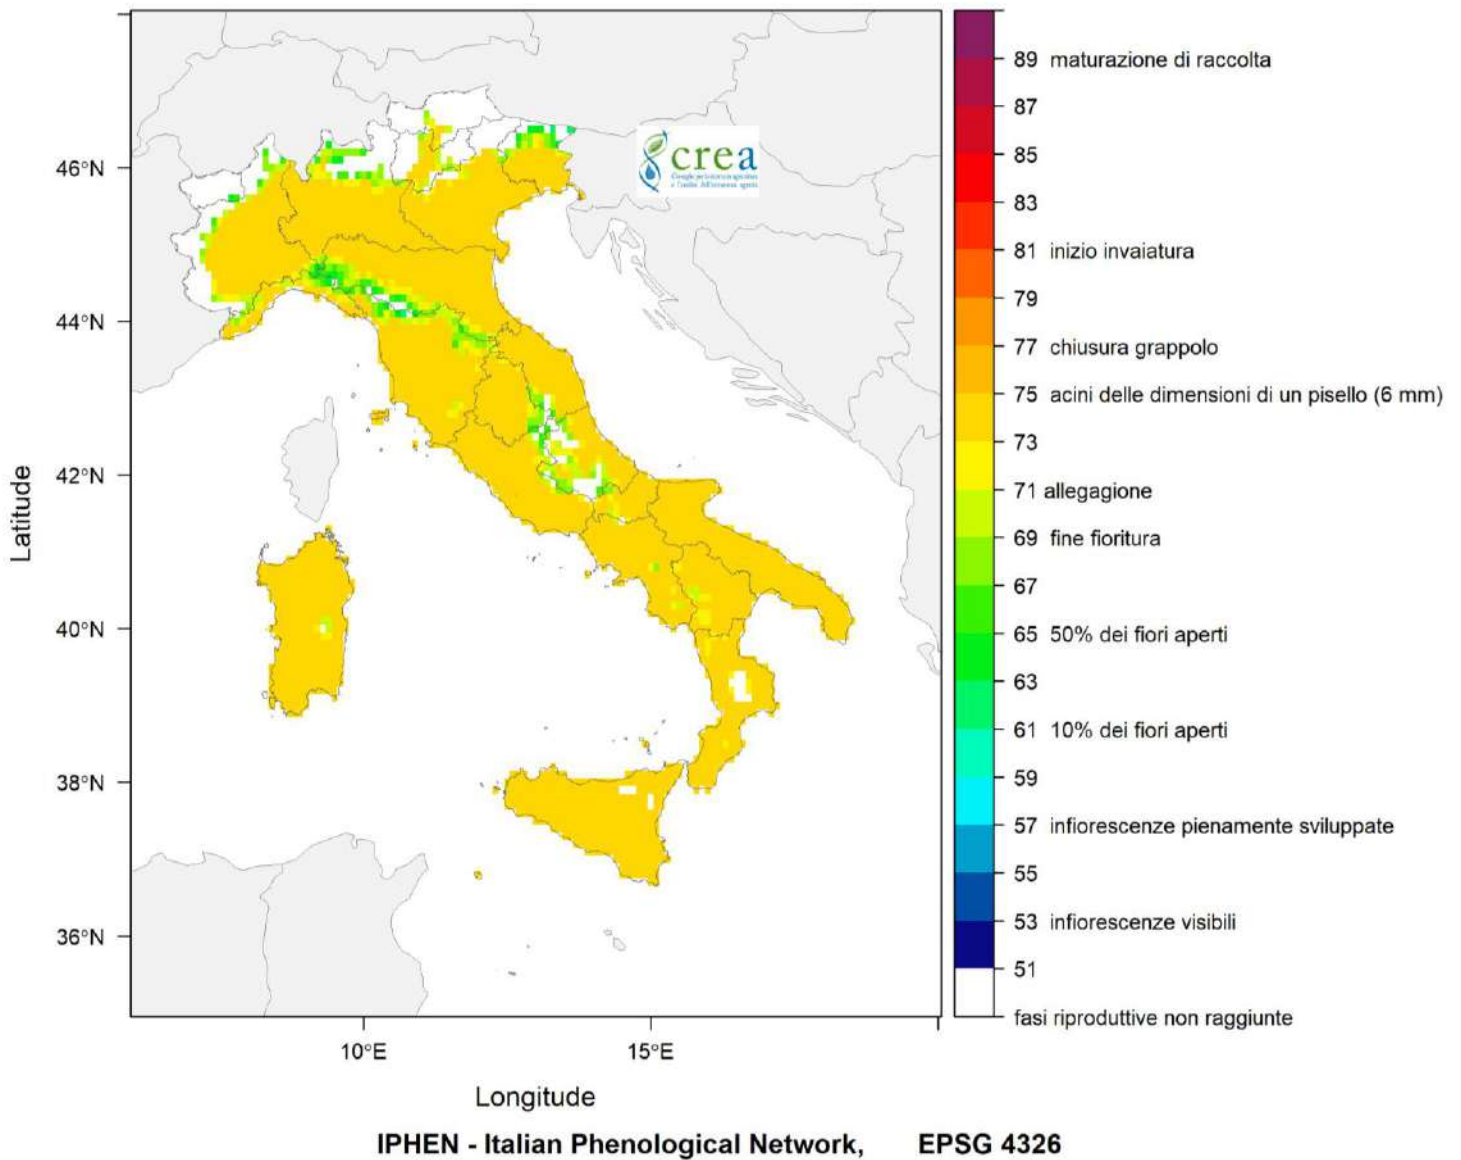 46°N
44°N
42°N
40°N
38°N
36°N
Latitude
10°E
15°E
Longitude
crea
89 maturazione di raccolta
87
85
83
81 inizio invaiatura
79
77 chiusura grappolo
75 acini delle dimensioni di un pisello (6 mm)
73
71 allegagione
69 fine fioritura
67
65 50% dei fiori aperti
63
61 10% dei fiori aperti
59
57 infiorescenze pienamente sviluppate
55
53 infiorescenze visibili
51
fasi riproduttive non raggiunte
IPHEN - Italian Phenological Network, EPSG 4326